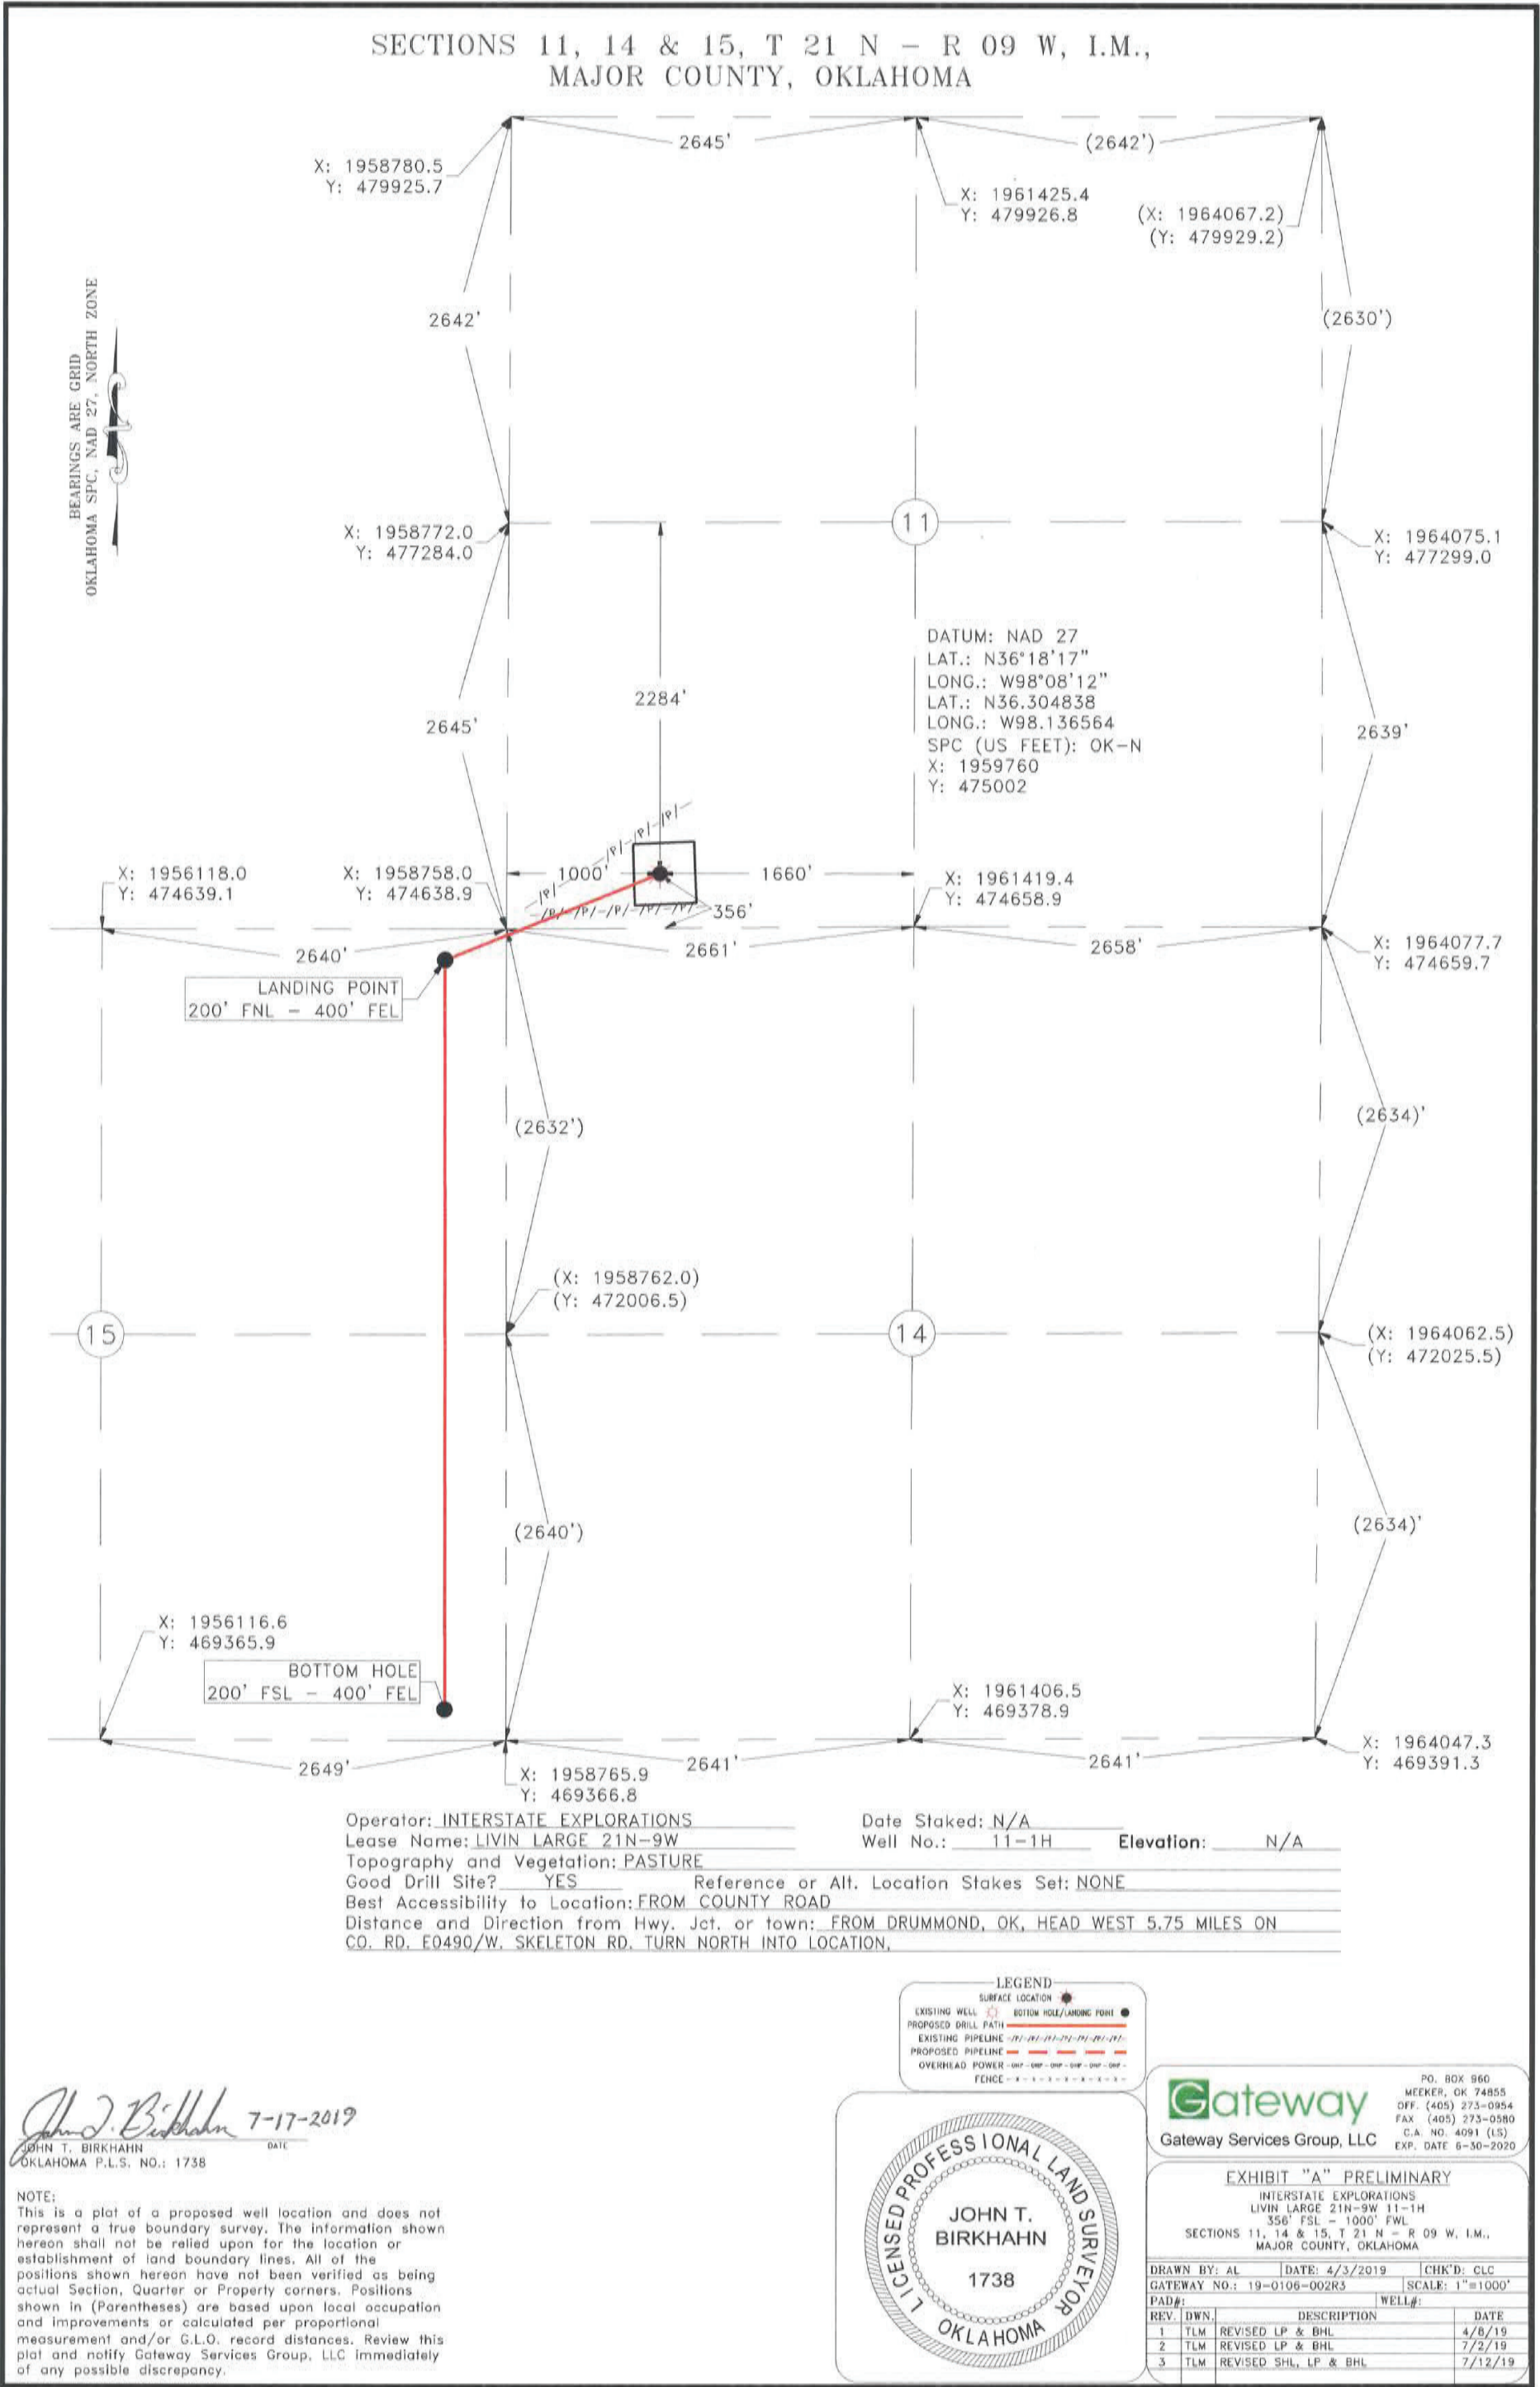 SECTIONS 11, 14 & 15, T 21 N - R 09 W, I.M.,
MAJOR COUNTY, OKLAHOMA
2645'
(2642')
X: 1958780.5
Y: 479925.7
X: 1961425.4
Y: 479926.8
(X: 1964067.2)
(Y: 479929.2)
BEARINGS ARE GRID
OKLAHOMA SPC, NAD 27, NORTH ZONE
2642'
(2630')
X: 1958772.0
Y: 477284.0
11
X: 1964075.1
Y: 477299.0
DATUM: NAD 27
LAT.: N36°18'17"
LONG.: W98°08'12"
LAT.: N36.304838
LONG.: W98.136564
SPC (US FEET): OK-N
X: 1959760
Y: 475002
2284'
2645'
2639'
X: 1956118.0
Y: 474639.1
X: 1958758.0
Y: 474638.9
1000'
1660'
X: 1961419.4
Y: 474658.9
356'
2640'
2661'
2658'
X: 1964077.7
Y: 474659.7
LANDING POINT
200' FNL - 400' FEL
(2632')
(2634)'
(X: 1958762.0)
(Y: 472006.5)
15
14
(X: 1964062.5)
(Y: 472025.5)
(2640')
(2634)'
X: 1956116.6
Y: 469365.9
BOTTOM HOLE
200' FSL - 400' FEL
X: 1961406.5
Y: 469378.9
2649'
X: 1958765.9
Y: 469366.8
2641'
2641'
X: 1964047.3
Y: 469391.3
Operator: INTERSTATE EXPLORATIONS Date Staked: N/A
Lease Name: LIVIN LARGE 21N-9W Well No.: 11-1H Elevation: N/A
Topography and Vegetation: PASTURE
Good Drill Site? YES Reference or Alt. Location Stakes Set: NONE
Best Accessibility to Location: FROM COUNTY ROAD
Distance and Direction from Hwy. Jct. or town: FROM DRUMMOND, OK, HEAD WEST 5.75 MILES ON
CO. RD. E0490/W. SKELETON RD. TURN NORTH INTO LOCATION.
LEGEND
SURFACE LOCATION
EXISTING WELL BOTTOM HOLE/LANDING POINT
PROPOSED DRILL PATH
EXISTING PIPELINE -/P/-/P/-/P/-/P/-/P/-/P/-/P/-
PROPOSED PIPELINE
OVERHEAD POWER -OHP-OHP-OHP-OHP-OHP-
FENCE -x-x-x-x-x-x-x-
John T. Birkhahn 7-17-2019
JOHN T. BIRKHAHN DATE
OKLAHOMA P.L.S. NO.: 1738
NOTE:
This is a plat of a proposed well location and does not
represent a true boundary survey. The information shown
hereon shall not be relied upon for the location or
establishment of land boundary lines. All of the
positions shown hereon have not been verified as being
actual Section, Quarter or Property corners. Positions
shown in (Parentheses) are based upon local occupation
and improvements or calculated per proportional
measurement and/or G.L.O. record distances. Review this
plat and notify Gateway Services Group, LLC immediately
of any possible discrepancy.
LICENSED PROFESSIONAL LAND SURVEYOR
JOHN T.
BIRKHAHN
1738
OKLAHOMA
Gateway
Gateway Services Group, LLC
PO. BOX 960
MEEKER, OK 74855
OFF. (405) 273-0954
FAX (405) 273-0580
C.A. NO. 4091 (LS)
EXP. DATE 6-30-2020
EXHIBIT "A" PRELIMINARY
INTERSTATE EXPLORATIONS
LIVIN LARGE 21N-9W 11-1H
356' FSL - 1000' FWL
SECTIONS 11, 14 & 15, T 21 N - R 09 W, I.M.,
MAJOR COUNTY, OKLAHOMA
DRAWN BY: AL DATE: 4/3/2019 CHK'D: CLC
GATEWAY NO.: 19-0106-002R3 SCALE: 1"=1000'
PAD#: WELL#:
REV. DWN. DESCRIPTION DATE
1 TLM REVISED LP & BHL 4/8/19
2 TLM REVISED LP & BHL 7/2/19
3 TLM REVISED SHL, LP & BHL 7/12/19